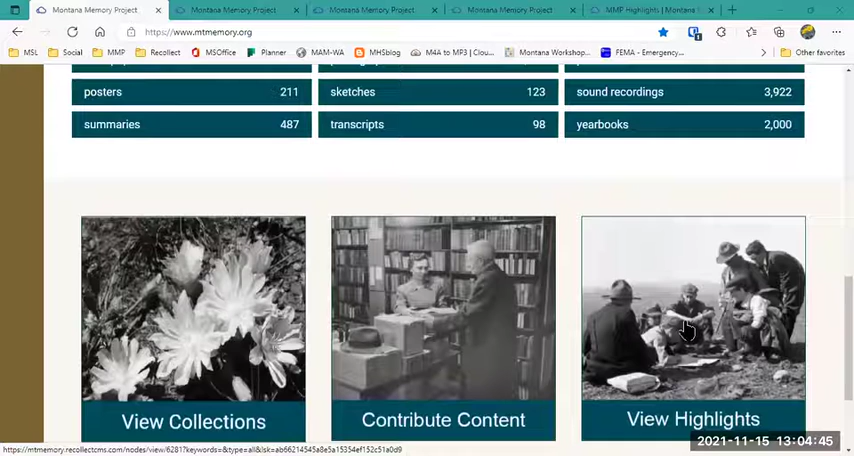 Montana Memory Project
Montana Memory Project
Montana Memory Project
Montana Memory Project
MMP Highlights | Montana
https://www.mtmemory.org
MSL
Social
MMP
Recollect
MSOffice
Planner
MAM-WA
MHSblog
M4A to MP3 | Clou...
Montana Workshop...
FEMA - Emergency...
Other favorites
posters 211
sketches 123
sound recordings 3,922
summaries 487
transcripts 98
yearbooks 2,000
View Collections
Contribute Content
View Highlights
https://mtmemory.recollectcms.com/nodes/view/6281?keywords=&type=all&lsk=ab66214545a8e5a15354ef152c51a0d9
2021-11-15 13:04:45